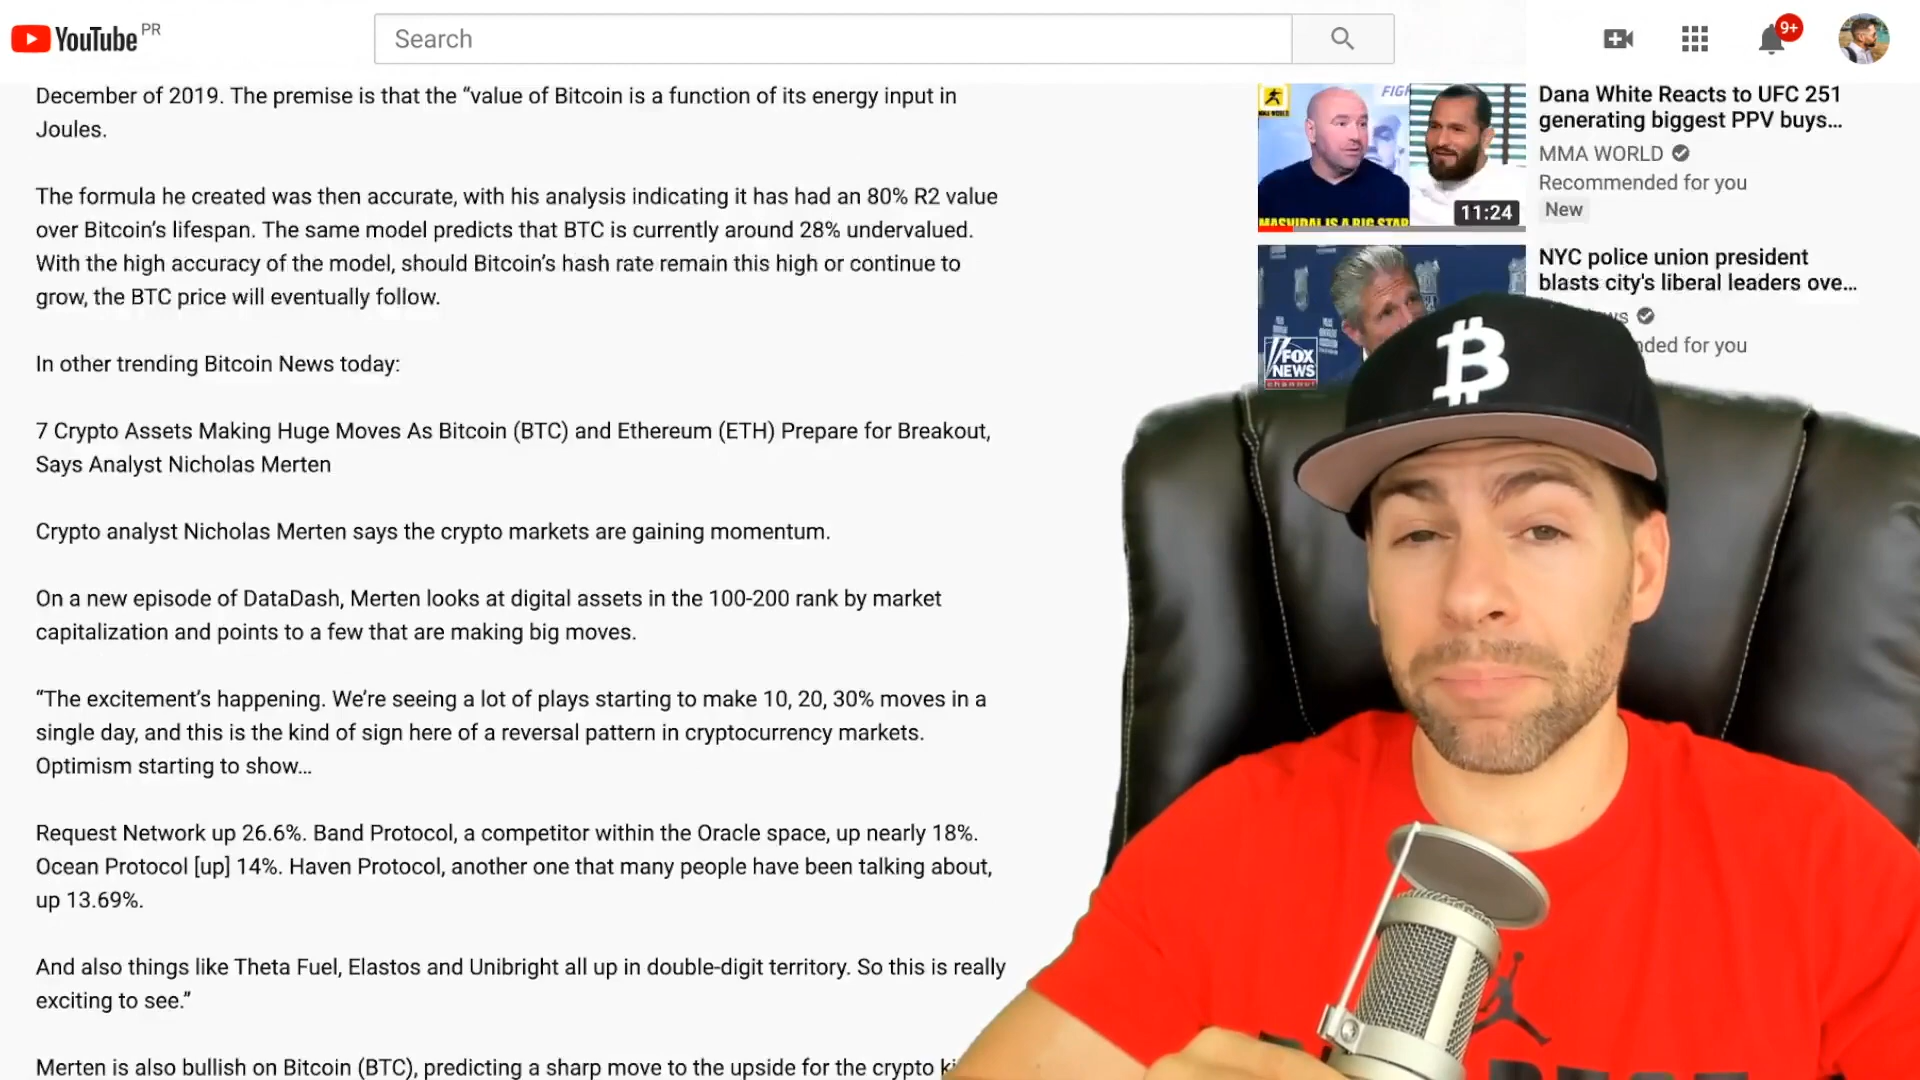 YouTube PR
Search
9+
December of 2019. The premise is that the “value of Bitcoin is a function of its energy input in
Joules.
The formula he created was then accurate, with his analysis indicating it has had an 80% R2 value
over Bitcoin’s lifespan. The same model predicts that BTC is currently around 28% undervalued.
With the high accuracy of the model, should Bitcoin’s hash rate remain this high or continue to
grow, the BTC price will eventually follow.
In other trending Bitcoin News today:
7 Crypto Assets Making Huge Moves As Bitcoin (BTC) and Ethereum (ETH) Prepare for Breakout,
Says Analyst Nicholas Merten
Crypto analyst Nicholas Merten says the crypto markets are gaining momentum.
On a new episode of DataDash, Merten looks at digital assets in the 100-200 rank by market
capitalization and points to a few that are making big moves.
“The excitement’s happening. We’re seeing a lot of plays starting to make 10, 20, 30% moves in a
single day, and this is the kind of sign here of a reversal pattern in cryptocurrency markets.
Optimism starting to show…
Request Network up 26.6%. Band Protocol, a competitor within the Oracle space, up nearly 18%.
Ocean Protocol [up] 14%. Haven Protocol, another one that many people have been talking about,
up 13.69%.
And also things like Theta Fuel, Elastos and Unibright all up in double-digit territory. So this is really
exciting to see.”
Merten is also bullish on Bitcoin (BTC), predicting a sharp move to the upside for the crypto
MASVIDAL IS A BIG STAR
11:24
Dana White Reacts to UFC 251
generating biggest PPV buys...
MMA WORLD
Recommended for you
New
FOX
NEWS
channel
NYC police union president
blasts city's liberal leaders ove...
for you